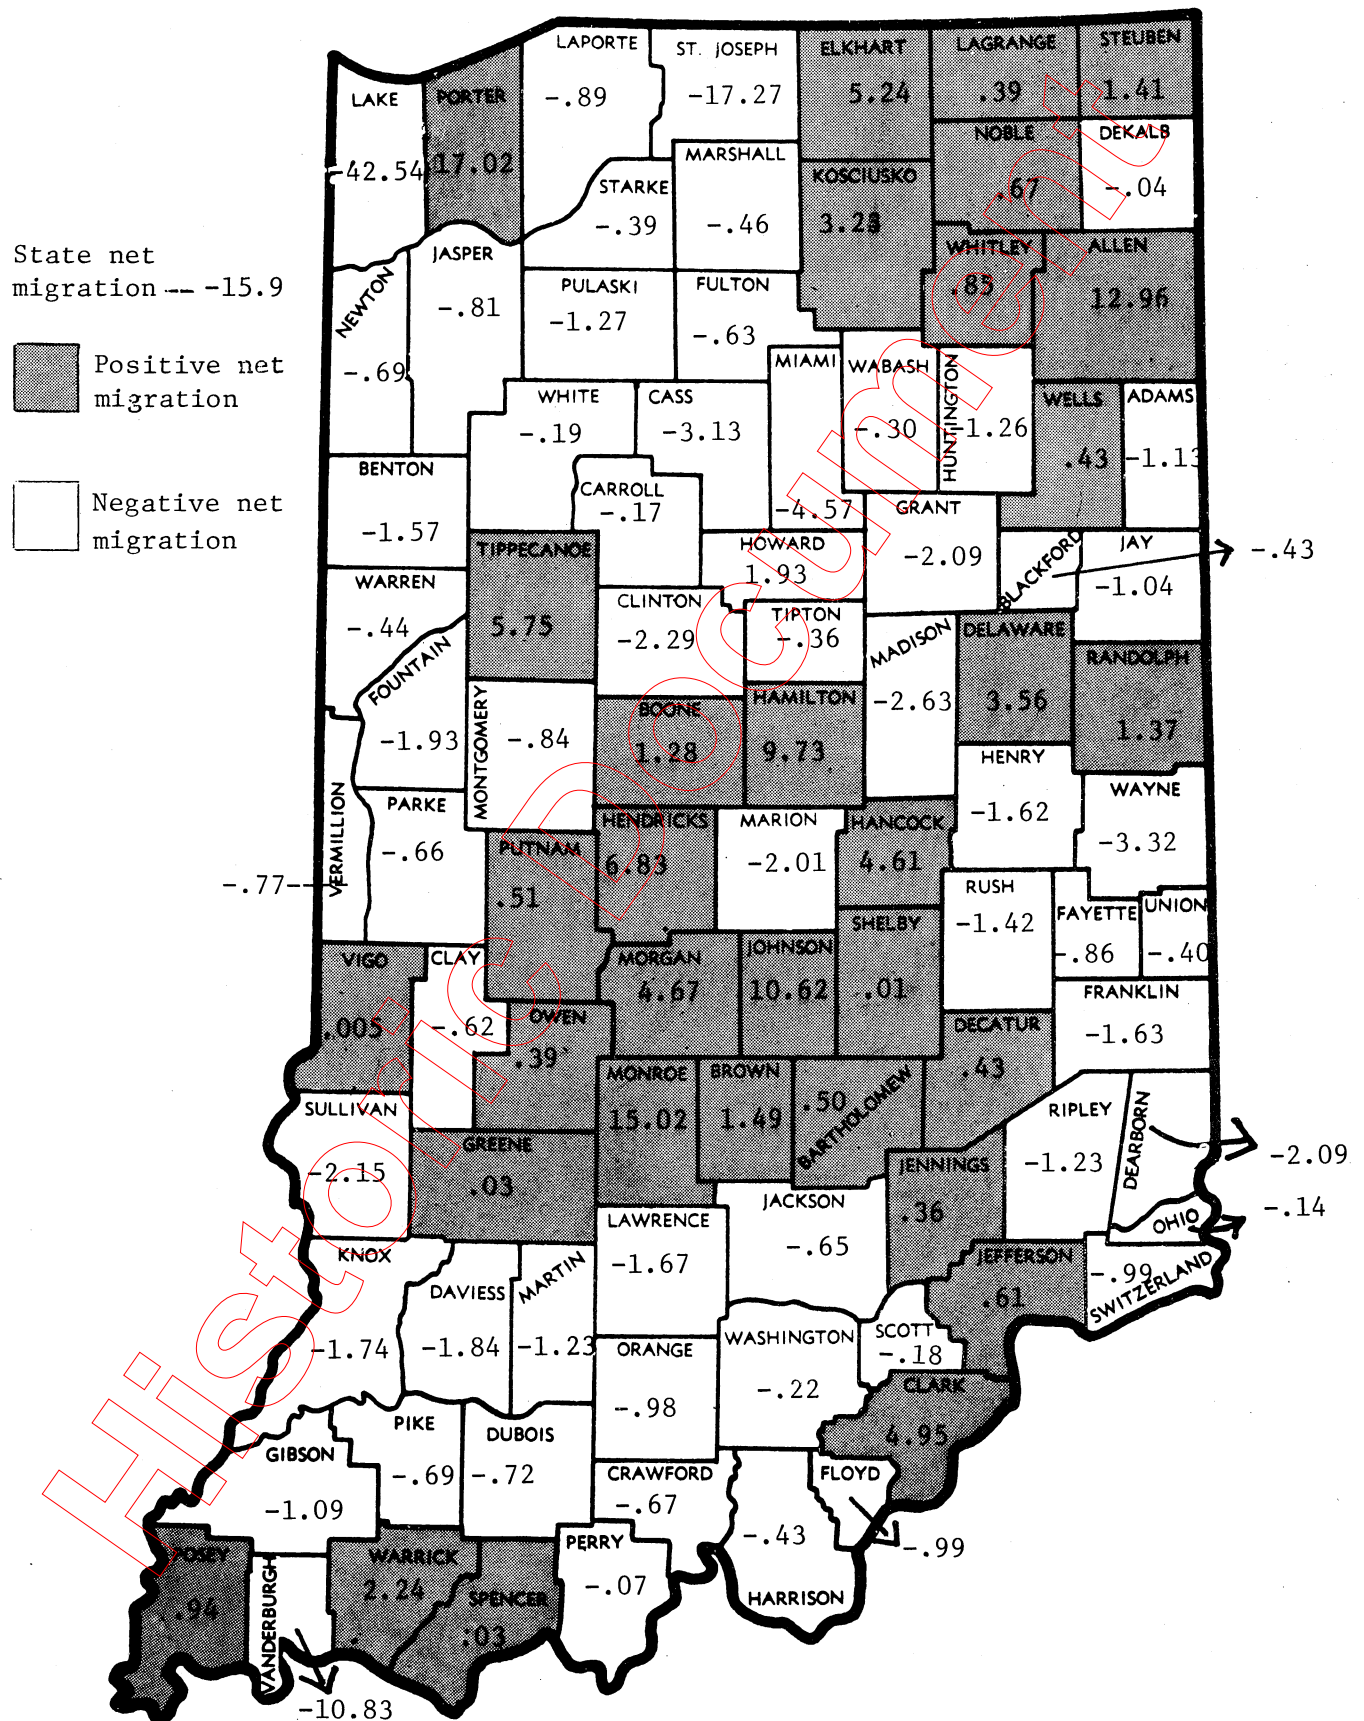 LAPORTE
-.89
ST. JOSEPH
-17.27
ELKHART
5.24
LAGRANGE
.39
STEUBEN
1.41
LAKE
-42.54
PORTER
17.02
NOBLE
.67
DEKALB
-.04
MARSHALL
-.46
STARKE
-.39
KOSCIUSKO
3.28
WHITLEY
.85
ALLEN
12.96
State net
migration -- -15.9
Positive net
migration
Negative net
migration
JASPER
-.81
NEWTON
-.69
PULASKI
-1.27
FULTON
-.63
MIAMI
-4.57
WABASH
-.30
HUNTINGTON
-1.26
WELLS
.43
ADAMS
-1.13
WHITE
-.19
CASS
-3.13
BENTON
-1.57
CARROLL
-.17
GRANT
-2.09
HOWARD
1.93
BLACKFORD
-.43
JAY
-1.04
TIPPECANOE
5.75
WARREN
-.44
CLINTON
-2.29
TIPTON
-.36
MADISON
-2.63
DELAWARE
3.56
RANDOLPH
1.37
FOUNTAIN
-1.93
MONTGOMERY
-.84
BOONE
1.28
HAMILTON
9.73
HENRY
-1.62
WAYNE
-3.32
VERMILLION
-.77--
PARKE
-.66
PUTNAM
.51
HENDRICKS
6.83
MARION
-2.01
HANCOCK
4.61
RUSH
-1.42
FAYETTE
-.86
UNION
-.40
SHELBY
.01
VIGO
.005
CLAY
-.62
OWEN
.39
MORGAN
4.67
JOHNSON
10.62
FRANKLIN
-1.63
DECATUR
.43
MONROE
15.02
BROWN
1.49
BARTHOLOMEW
.50
SULLIVAN
-2.15
GREENE
.03
RIPLEY
-1.23
DEARBORN
-2.09
JENNINGS
.36
JACKSON
-.65
OHIO
-.14
LAWRENCE
-1.67
KNOX
-1.74
DAVIESS
-1.84
MARTIN
-1.23
JEFFERSON
.61
SWITZERLAND
-.99
ORANGE
-.98
WASHINGTON
-.22
SCOTT
-.18
CLARK
4.95
GIBSON
-1.09
PIKE
-.69
DUBOIS
-.72
CRAWFORD
-.67
FLOYD
-.99
HARRISON
-.43
POSEY
.94
VANDERBURGH
-10.83
WARRICK
2.24
SPENCER
.03
PERRY
-.07
Historic Document